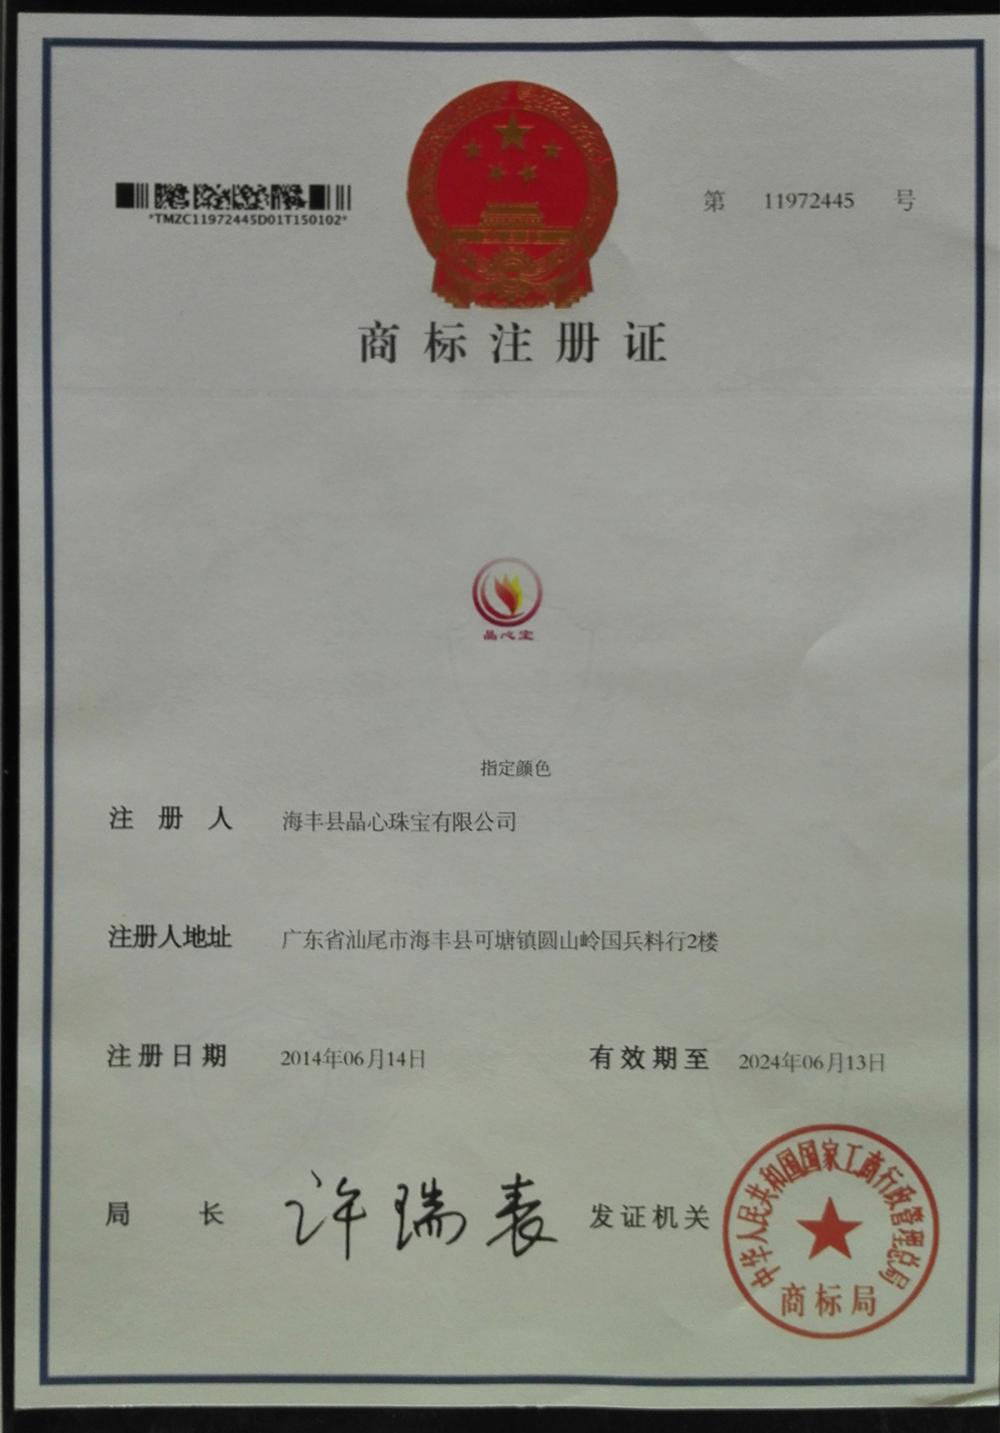 *TMZC11972445D01T150102*
第 11972445 号
商标注册证
晶心宝
指定颜色
注册人 海丰县晶心珠宝有限公司
注册人地址 广东省汕尾市海丰县可塘镇圆山岭国兵料行2楼
注册日期 2014年06月14日 有效期至 2024年06月13日
局长 许瑞表 发证机关
中华人民共和国国家工商行政管理总局
商标局